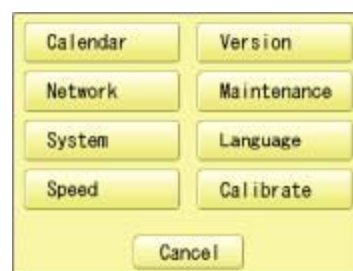 Calendar Version
Network Maintenance
System Language
Speed Calibrate
Cancel